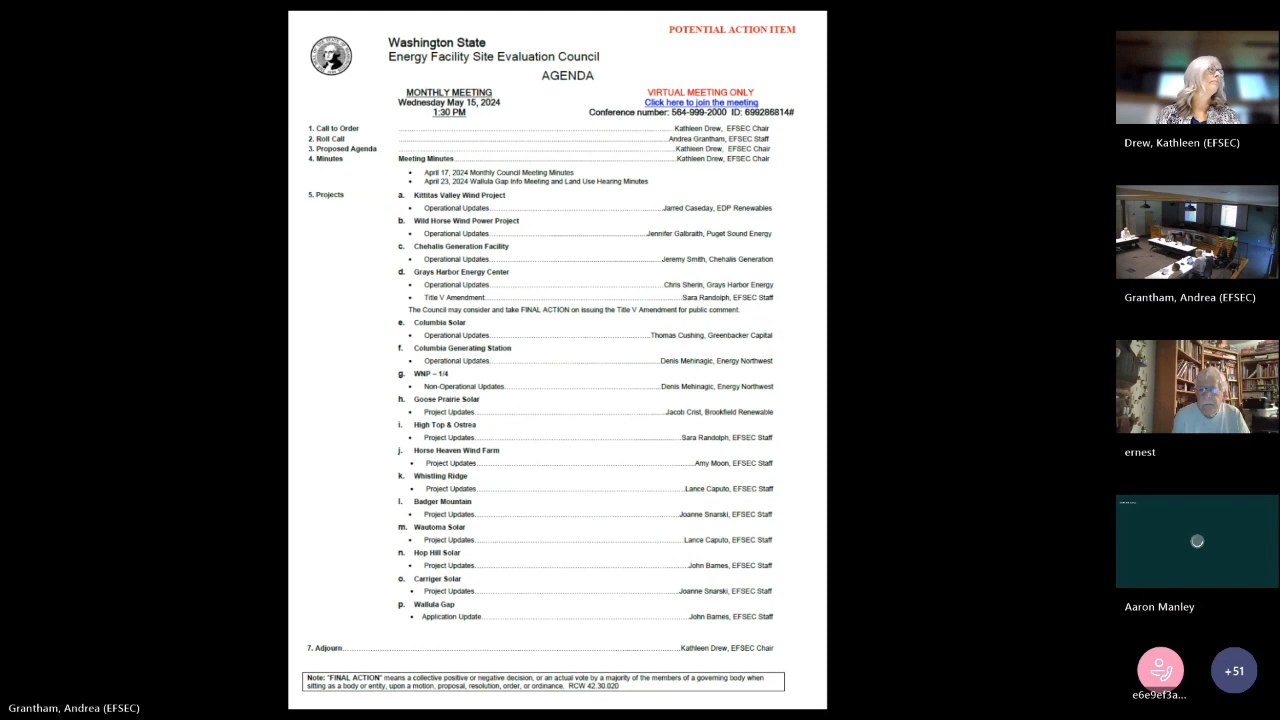 POTENTIAL ACTION ITEM
Washington State
Energy Facility Site Evaluation Council
AGENDA
MONTHLY MEETING
Wednesday May 15, 2024
1:30 PM
VIRTUAL MEETING ONLY
Click here to join the meeting
Conference number: 564-999-2000 ID: 699286814#
1. Call to Order Kathleen Drew, EFSEC Chair
2. Roll Call Andrea Grantham, EFSEC Staff
3. Proposed Agenda Kathleen Drew, EFSEC Chair
4. Minutes Meeting Minutes Kathleen Drew, EFSEC Chair
• April 17, 2024 Monthly Council Meeting Minutes
• April 23, 2024 Wallula Gap Info Meeting and Land Use Hearing Minutes
5. Projects a. Kittitas Valley Wind Project
• Operational Updates Jarred Caseday, EDP Renewables
b. Wild Horse Wind Power Project
• Operational Updates Jennifer Galbraith, Puget Sound Energy
c. Chehalis Generation Facility
• Operational Updates Jeremy Smith, Chehalis Generation
d. Grays Harbor Energy Center
• Operational Updates Chris Sherin, Grays Harbor Energy
• Title V Amendment Sara Randolph, EFSEC Staff
The Council may consider and take FINAL ACTION on issuing the Title V Amendment for public comment.
e. Columbia Solar
• Operational Updates Thomas Cushing, Greenbacker Capital
f. Columbia Generating Station
• Operational Updates Denis Mehinagic, Energy Northwest
g. WNP – 1/4
• Non-Operational Updates Denis Mehinagic, Energy Northwest
h. Goose Prairie Solar
• Project Updates Jacob Crist, Brookfield Renewable
i. High Top & Ostrea
• Project Updates Sara Randolph, EFSEC Staff
j. Horse Heaven Wind Farm
• Project Updates Amy Moon, EFSEC Staff
k. Whistling Ridge
• Project Updates Lance Caputo, EFSEC Staff
l. Badger Mountain
• Project Updates Joanne Snarski, EFSEC Staff
m. Wautoma Solar
• Project Updates Lance Caputo, EFSEC Staff
n. Hop Hill Solar
• Project Updates John Barnes, EFSEC Staff
o. Carriger Solar
• Project Updates Joanne Snarski, EFSEC Staff
p. Wallula Gap
• Application Update John Barnes, EFSEC Staff
7. Adjourn Kathleen Drew, EFSEC Chair
Note: "FINAL ACTION" means a collective positive or negative decision, or an actual vote by a majority of the members of a governing body when
sitting as a body or entity, upon a motion, proposal, resolution, order, or ordinance. RCW 42.30.020
Drew, Kathleen (EFSEC)
Grantham, Andrea (EFSEC)
ernest
Aaron Manley
e6e9ef3a...
+51
Grantham, Andrea (EFSEC)